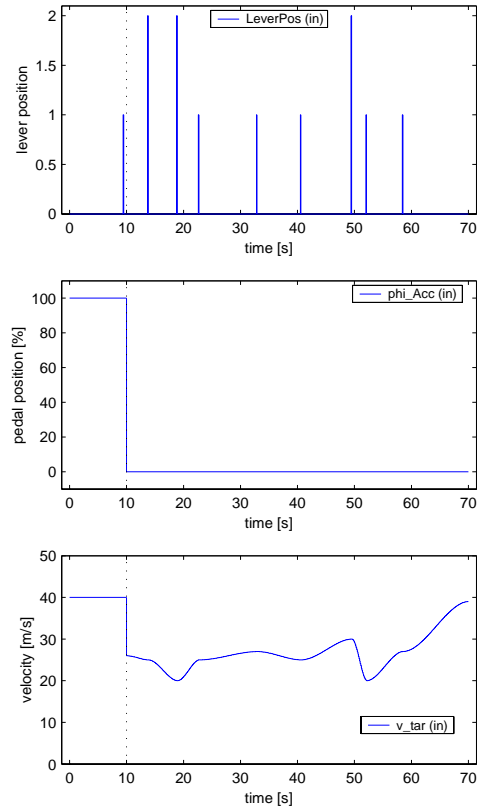 LeverPos (in)
2
1.5
1
0.5
0
lever position
0 10 20 30 40 50 60 70
time [s]
phi_Acc (in)
100
80
60
40
20
0
pedal position [%]
0 10 20 30 40 50 60 70
time [s]
50
40
30
20
10
0
velocity [m/s]
v_tar (in)
0 10 20 30 40 50 60 70
time [s]